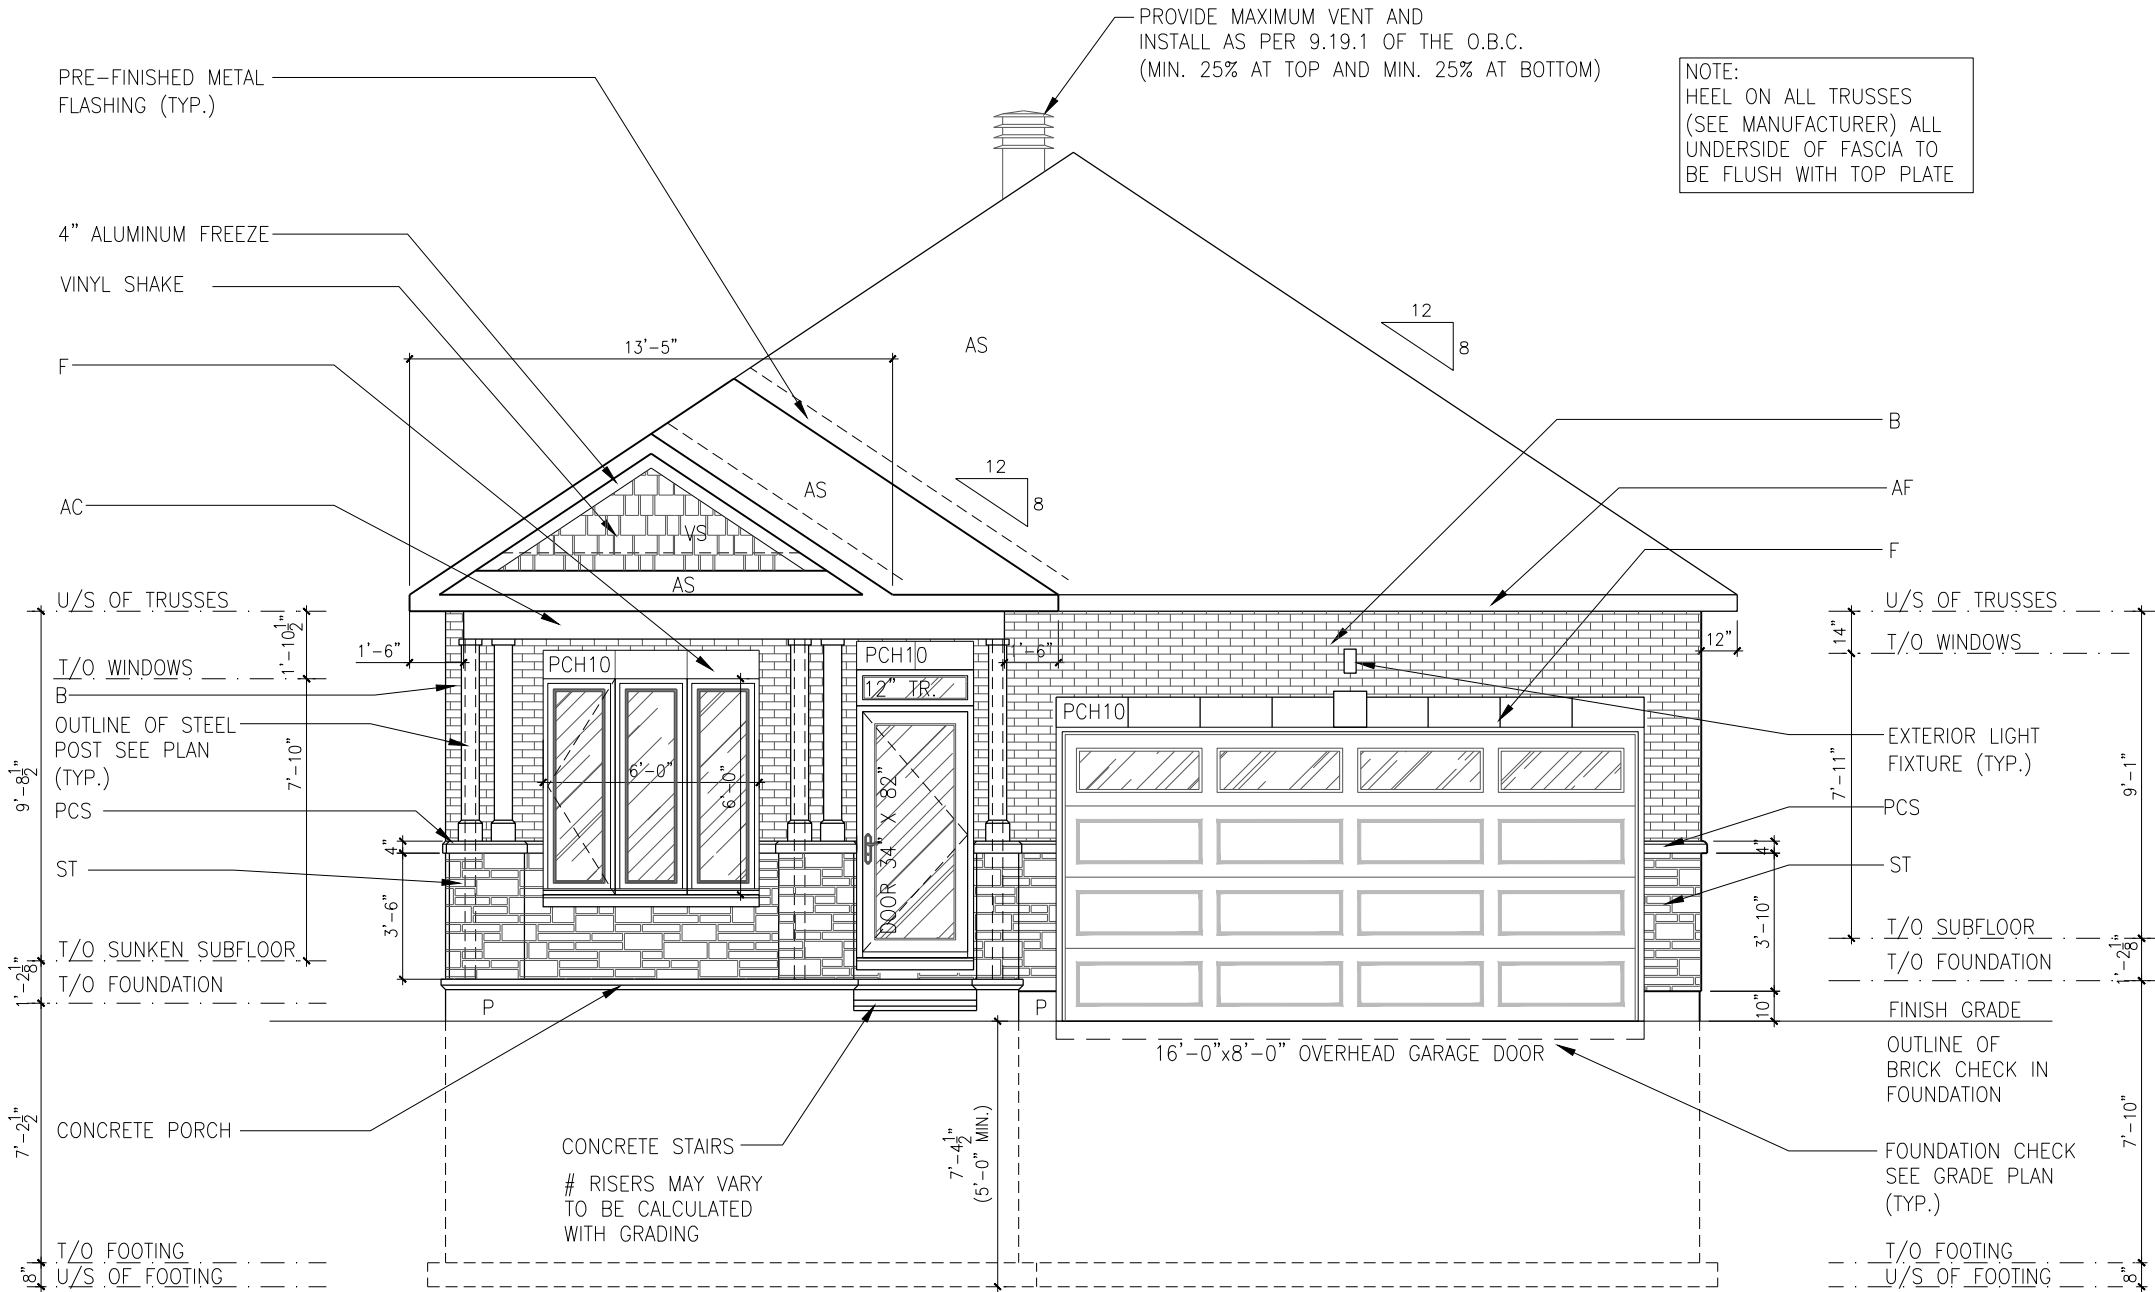 PROVIDE MAXIMUM VENT AND
INSTALL AS PER 9.19.1 OF THE O.B.C.
(MIN. 25% AT TOP AND MIN. 25% AT BOTTOM)
NOTE:
HEEL ON ALL TRUSSES
(SEE MANUFACTURER) ALL
UNDERSIDE OF FASCIA TO
BE FLUSH WITH TOP PLATE
PRE-FINISHED METAL
FLASHING (TYP.)
4" ALUMINUM FREEZE
VINYL SHAKE
F
AC
13'-5"
AS
12
8
12
8
AS
VS
AS
B
AF
F
U/S OF TRUSSES
T/O WINDOWS
B
OUTLINE OF STEEL
POST SEE PLAN
(TYP.)
PCS
ST
T/O SUNKEN SUBFLOOR
T/O FOUNDATION
9'-8½"
1'-2⅛"
7'-2½"
8"
1'-10½"
7'-10"
1'-6"
4"
3'-6"
PCH10
6'-0"
6'-0"
PCH10
12" TR.
DOOR 34" X 82"
1'-6"
PCH10
12"
P
P
16'-0"x8'-0" OVERHEAD GARAGE DOOR
CONCRETE PORCH
CONCRETE STAIRS
# RISERS MAY VARY
TO BE CALCULATED
WITH GRADING
7'-4½"
(5'-0" MIN.)
T/O FOOTING
U/S OF FOOTING
U/S OF TRUSSES
T/O WINDOWS
EXTERIOR LIGHT
FIXTURE (TYP.)
PCS
ST
T/O SUBFLOOR
T/O FOUNDATION
FINISH GRADE
OUTLINE OF
BRICK CHECK IN
FOUNDATION
FOUNDATION CHECK
SEE GRADE PLAN
(TYP.)
T/O FOOTING
U/S OF FOOTING
14"
7'-11"
4"
3'-10"
10"
9'-1"
1'-2⅛"
7'-10"
8"